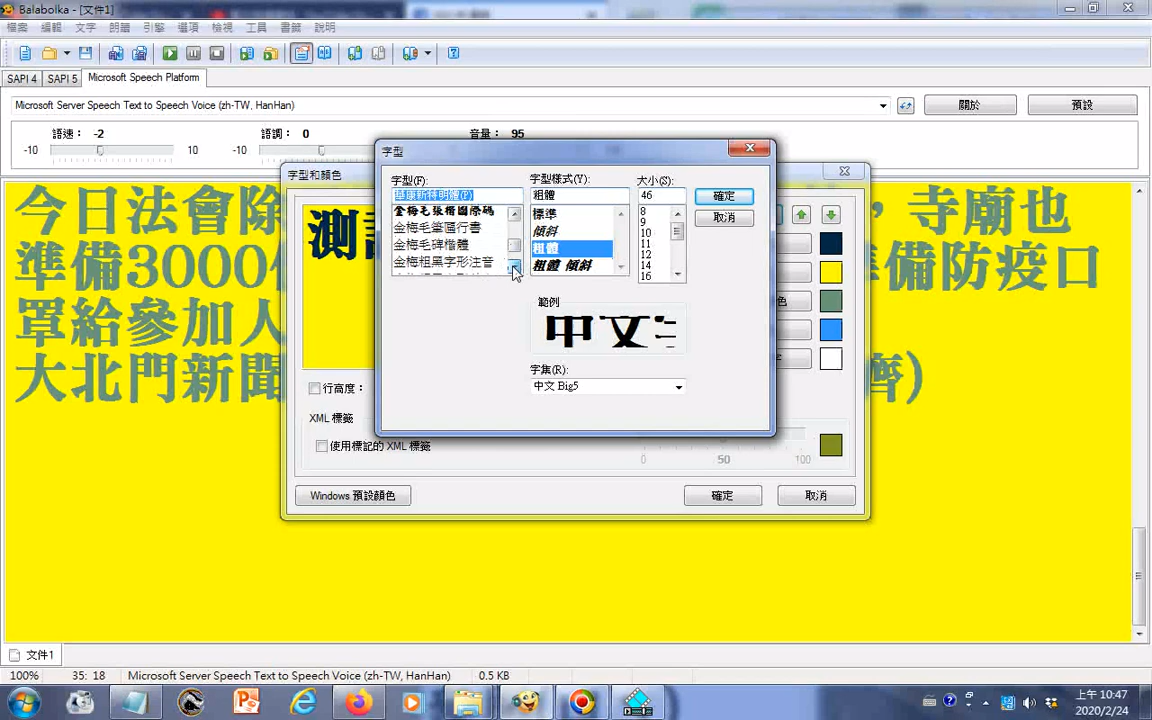 Balabolka - [文件1]
檔案 編輯 文字 朗讀 引擎 選項 檢視 工具 書籤 說明
SAPI 4 SAPI 5 Microsoft Speech Platform
Microsoft Server Speech Text to Speech Voice (zh-TW, HanHan)
關於
預設
語速： -2
語調： 0
音量： 95
-10 10 -10
字型和顏色
字型
字型(F):
字型樣式(Y):
大小(S):
華康新特明體(P)
粗體
46
確定
取消
金梅毛筆行書
金梅毛碑楷體
金梅粗黑字形注音
標準
傾斜
粗體
粗體 傾斜
8
9
10
11
12
14
16
範例
中文
字集(R):
中文 Big5
今日法會除
，寺廟也
準備3000
備防疫口
罩給參加人
大北門新聞
齊)
測
行高度：
XML 標籤
使用標記的 XML 標籤
0 50 100
Windows 預設顏色
確定
取消
文件1
100% 35: 18 Microsoft Server Speech Text to Speech Voice (zh-TW, HanHan) 0.5 KB
上午 10:47
2020/2/24